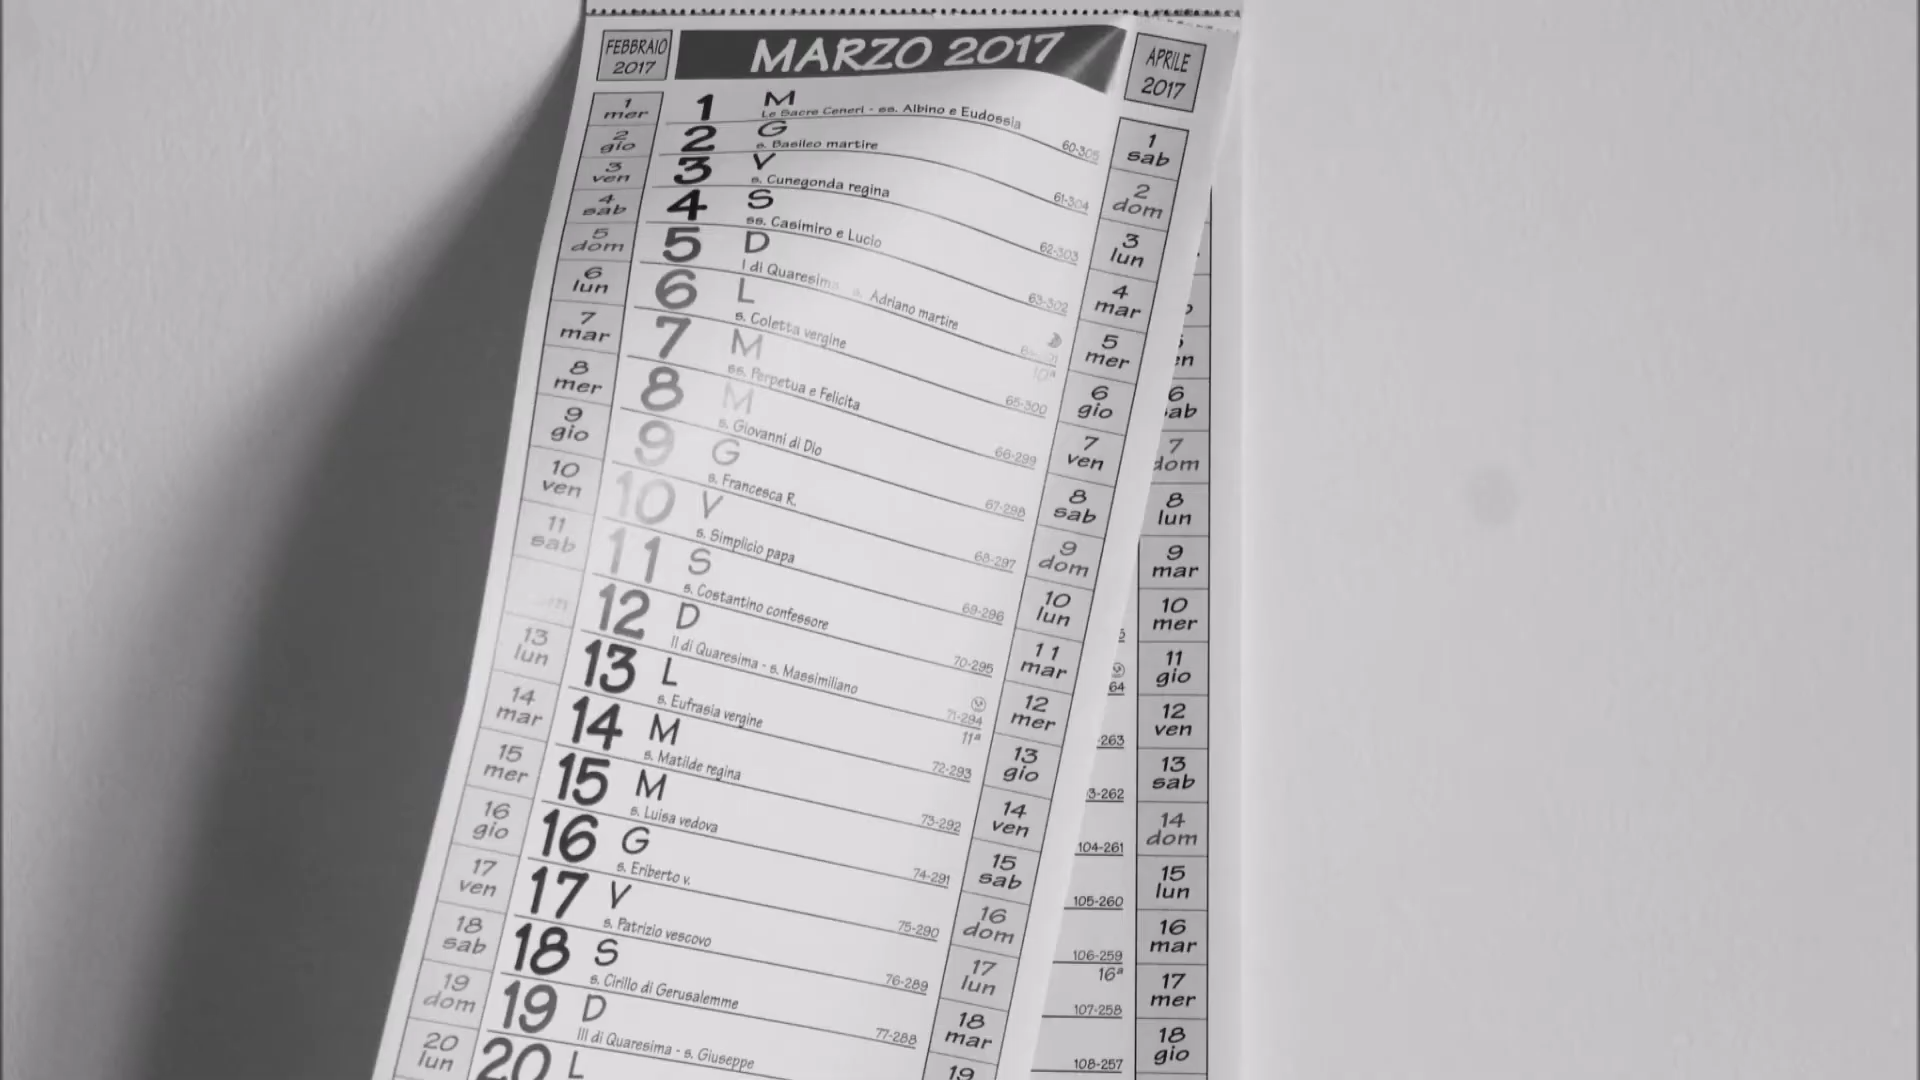 FEBBRAIO
2017
1
mer
2
gio
3
ven
4
sab
5
dom
6
lun
7
mar
8
mer
9
gio
10
ven
11
sab
13
lun
14
mar
15
mer
16
gio
17
ven
18
sab
19
dom
20
lun
MARZO 2017
1 M
Le Sacre Ceneri - ss. Albino e Eudossia
60-305
2 G
s. Basileo martire
61-304
3 V
s. Cunegonda regina
62-303
4 S
ss. Casimiro e Lucio
63-302
5 D
I di Quaresima s. Adriano martire
10ª
6 L
s. Coletta vergine
65-300
7 M
ss. Perpetua e Felicita
66-299
8 M
s. Giovanni di Dio
67-298
9 G
s. Francesca R.
68-297
10 V
s. Simplicio papa
69-296
11 S
s. Costantino confessore
70-295
12 D
II di Quaresima - s. Massimiliano
71-294
11ª
13 L
s. Eufrasia vergine
72-293
14 M
s. Matilde regina
73-292
15 M
s. Luisa vedova
74-291
16 G
s. Eriberto v.
75-290
17 V
s. Patrizio vescovo
76-289
18 S
s. Cirillo di Gerusalemme
77-288
19 D
III di Quaresima - s. Giuseppe
20 L
APRILE
2017
1
sab
2
dom
3
lun
4
mar
5
mer
6
gio
7
ven
8
sab
9
dom
10
lun
11
mar
12
mer
13
gio
14
ven
15
sab
16
dom
17
lun
18
mar
19
64
-263
3-262
104-261
105-260
106-259
16ª
107-258
108-257
6
sab
7
dom
8
lun
9
mar
10
mer
11
gio
12
ven
13
sab
14
dom
15
lun
16
mar
17
mer
18
gio